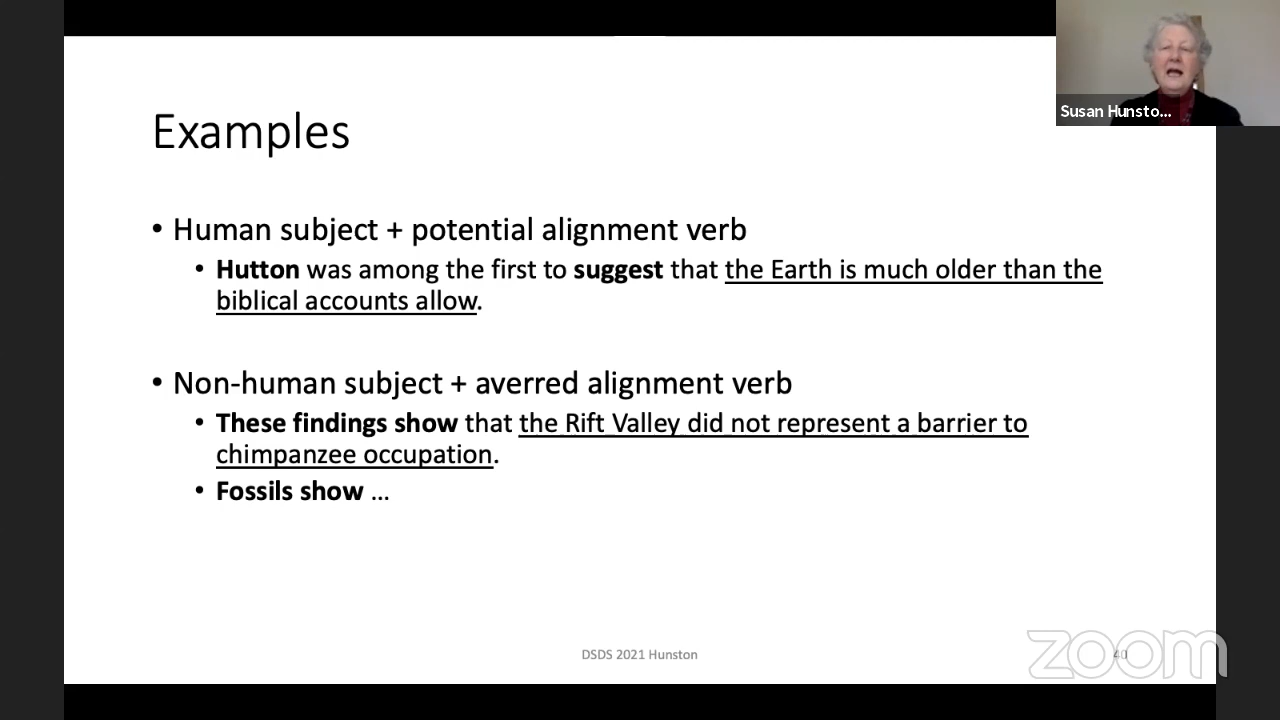 Susan Hunsto...
Examples
• Human subject + potential alignment verb
• Hutton was among the first to suggest that the Earth is much older than the
biblical accounts allow.
• Non-human subject + averred alignment verb
• These findings show that the Rift Valley did not represent a barrier to
chimpanzee occupation.
• Fossils show ...
DSDS 2021 Hunston
40
zoom